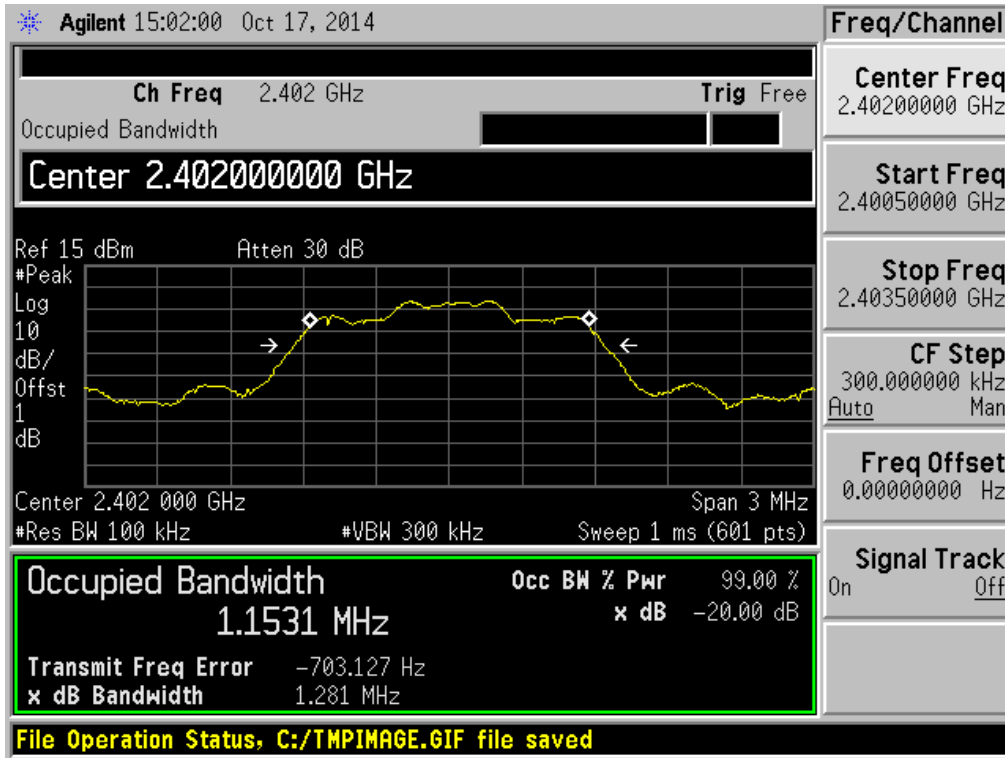 Agilent 15:02:00 Oct 17, 2014
Freq/Channel
Ch Freq 2.402 GHz Trig Free
Occupied Bandwidth
Center 2.402000000 GHz
Ref 15 dBm Atten 30 dB
#Peak
Log
10
dB/
Offst
1
dB
Center 2.402 000 GHz Span 3 MHz
#Res BW 100 kHz #VBW 300 kHz Sweep 1 ms (601 pts)
Occupied Bandwidth
1.1531 MHz
Occ BW % Pwr 99.00 %
x dB -20.00 dB
Transmit Freq Error -703.127 Hz
x dB Bandwidth 1.281 MHz
File Operation Status, C:/TMPIMAGE.GIF file saved
Center Freq
2.40200000 GHz
Start Freq
2.40050000 GHz
Stop Freq
2.40350000 GHz
CF Step
300.000000 kHz
Auto Man
Freq Offset
0.00000000 Hz
Signal Track
On Off